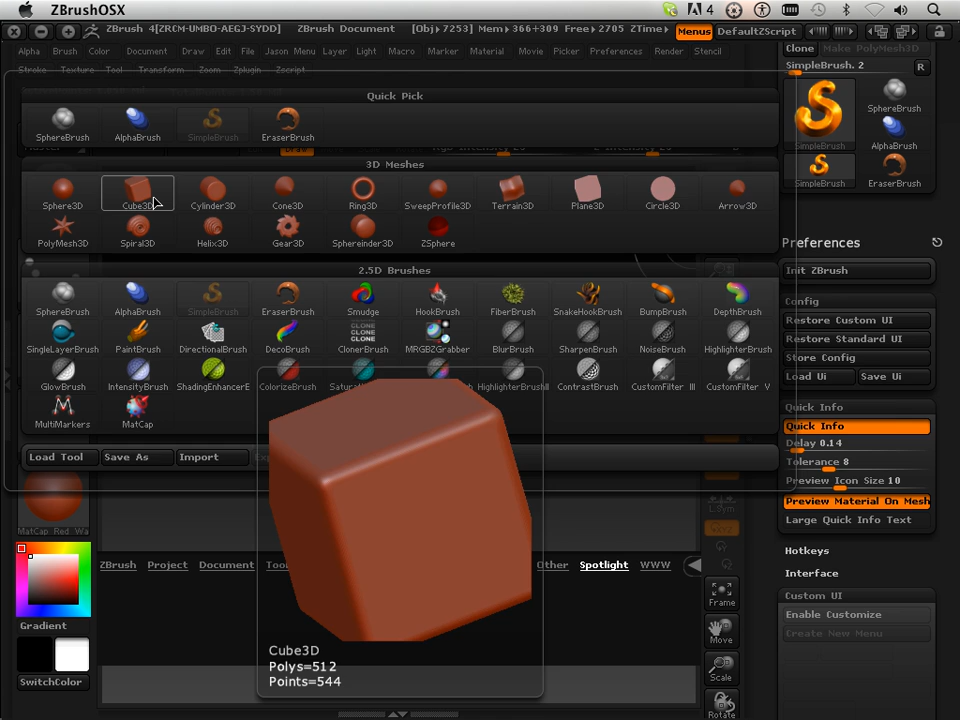 ZBrushOSX
4
ZBrush 4[ZRCM-UMBO-AEGJ-SYDD] ZBrush Document [Obj▸7253] Mem▸366+309] Free▸2705 ZTime▸ Menus DefaultZScript
Alpha Brush Color Document Draw Edit File Jason Menu Layer Light Macro Marker Material Movie Picker Preferences Render Stencil
Stroke Texture Tool Transform Zoom Zplugin Zscript
Clone Make PolyMesh3D
SimpleBrush. 2 R
SimpleBrush SphereBrush
AlphaBrush
SimpleBrush EraserBrush
Quick Pick
SphereBrush AlphaBrush SimpleBrush EraserBrush
3D Meshes
Sphere3D Cube3D Cylinder3D Cone3D Ring3D SweepProfile3D Terrain3D Plane3D Circle3D Arrow3D
PolyMesh3D Spiral3D Helix3D Gear3D Sphereinder3D ZSphere
2.5D Brushes
SphereBrush AlphaBrush SimpleBrush EraserBrush Smudge HookBrush FiberBrush SnakeHookBrush BumpBrush DepthBrush
CLONE
CLONE
CLONE
SingleLayerBrush PaintBrush DirectionalBrush DecoBrush ClonerBrush MRGBZGrabber BlurBrush SharpenBrush NoiseBrush HighlighterBrush
GlowBrush IntensityBrush ShadingEnhancerE ColorizeBrush HighlighterBrushII ContrastBrush CustomFilter III CustomFilter V
MultiMarkers MatCap
Load Tool Save As Import
MatCap Red Wa
Gradient
SwitchColor
ZBrush Project Document Other Spotlight WWW
Cube3D
Polys=512
Points=544
L.Sym
Frame
Move
Scale
Rotate
Preferences
Init ZBrush
Config
Restore Custom UI
Restore Standard UI
Store Config
Load Ui Save Ui
Quick Info
Quick Info
Delay 0.14
Tolerance 8
Preview Icon Size 10
Preview Material On Mesh
Large Quick Info Text
Hotkeys
Interface
Custom UI
Enable Customize
Create New Menu